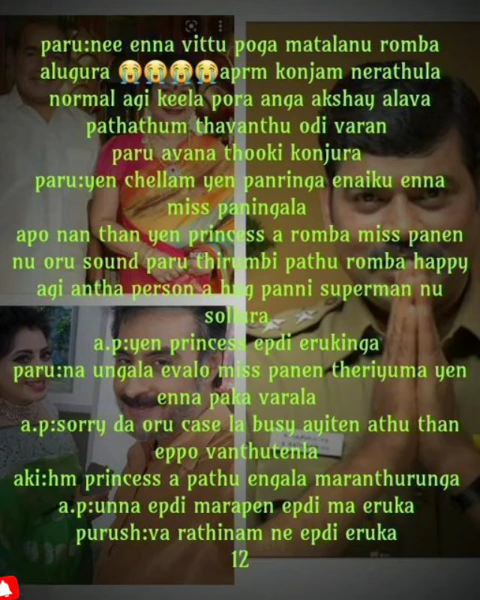 paru:nee enna vittu poga matalanu romba
alugura 😭😭😭😭aprm konjam nerathula
normal agi keela pora anga akshay alava
pathathum thavanthu odi varan
paru avana thooki konjura
paru:yen chellam yen panringa enaiku enna
miss paningala
apo nan than yen princess a romba miss panen
nu oru sound paru thirumbi pathu romba happy
agi antha person a hug panni superman nu
sollura
a.p:yen princess epdi erukinga
paru:na ungala evalo miss panen theriyuma yen
enna paka varala
a.p:sorry da oru case la busy ayiten athu than
eppo vanthutenla
aki:hm princess a pathu engala maranthurunga
a.p:unna epdi marapen epdi ma eruka
purush:va rathinam ne epdi eruka
12